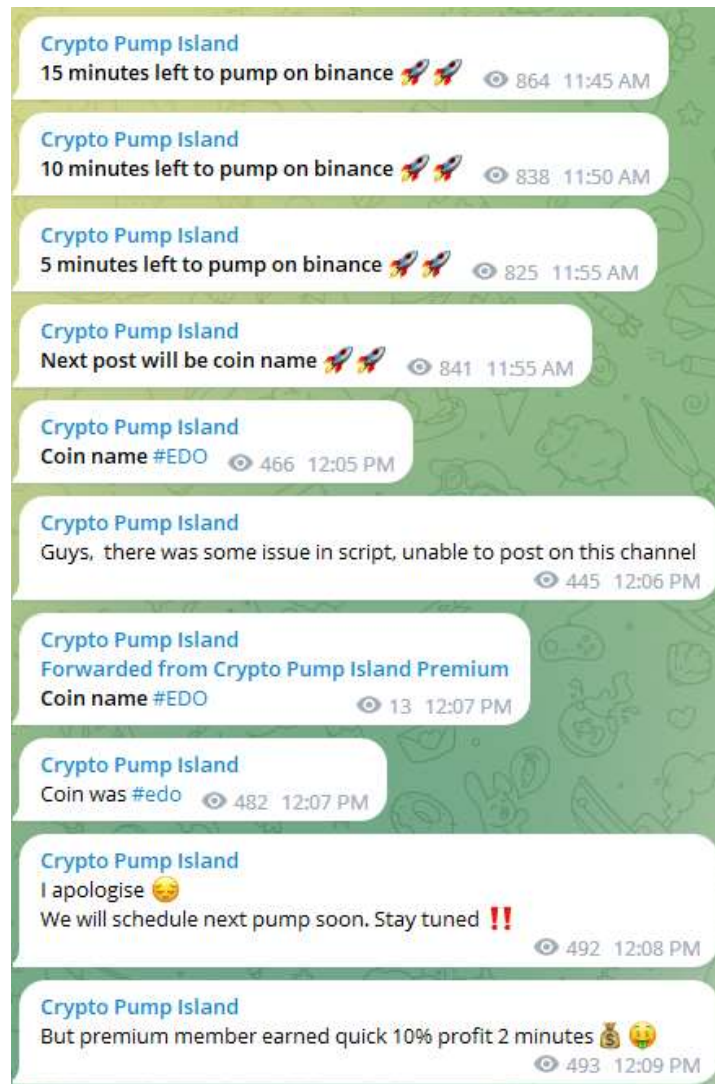 Crypto Pump Island
15 minutes left to pump on binance 🚀 🚀 864 11:45 AM
Crypto Pump Island
10 minutes left to pump on binance 🚀 🚀 838 11:50 AM
Crypto Pump Island
5 minutes left to pump on binance 🚀 🚀 825 11:55 AM
Crypto Pump Island
Next post will be coin name 🚀 🚀 841 11:55 AM
Crypto Pump Island
Coin name #EDO 466 12:05 PM
Crypto Pump Island
Guys,  there was some issue in script, unable to post on this channel
445 12:06 PM
Crypto Pump Island
Forwarded from Crypto Pump Island Premium
Coin name #EDO 13 12:07 PM
Crypto Pump Island
Coin was #edo 482 12:07 PM
Crypto Pump Island
I apologise 😔
We will schedule next pump soon. Stay tuned ‼️
492 12:08 PM
Crypto Pump Island
But premium member earned quick 10% profit 2 minutes 💰 🤑
493 12:09 PM